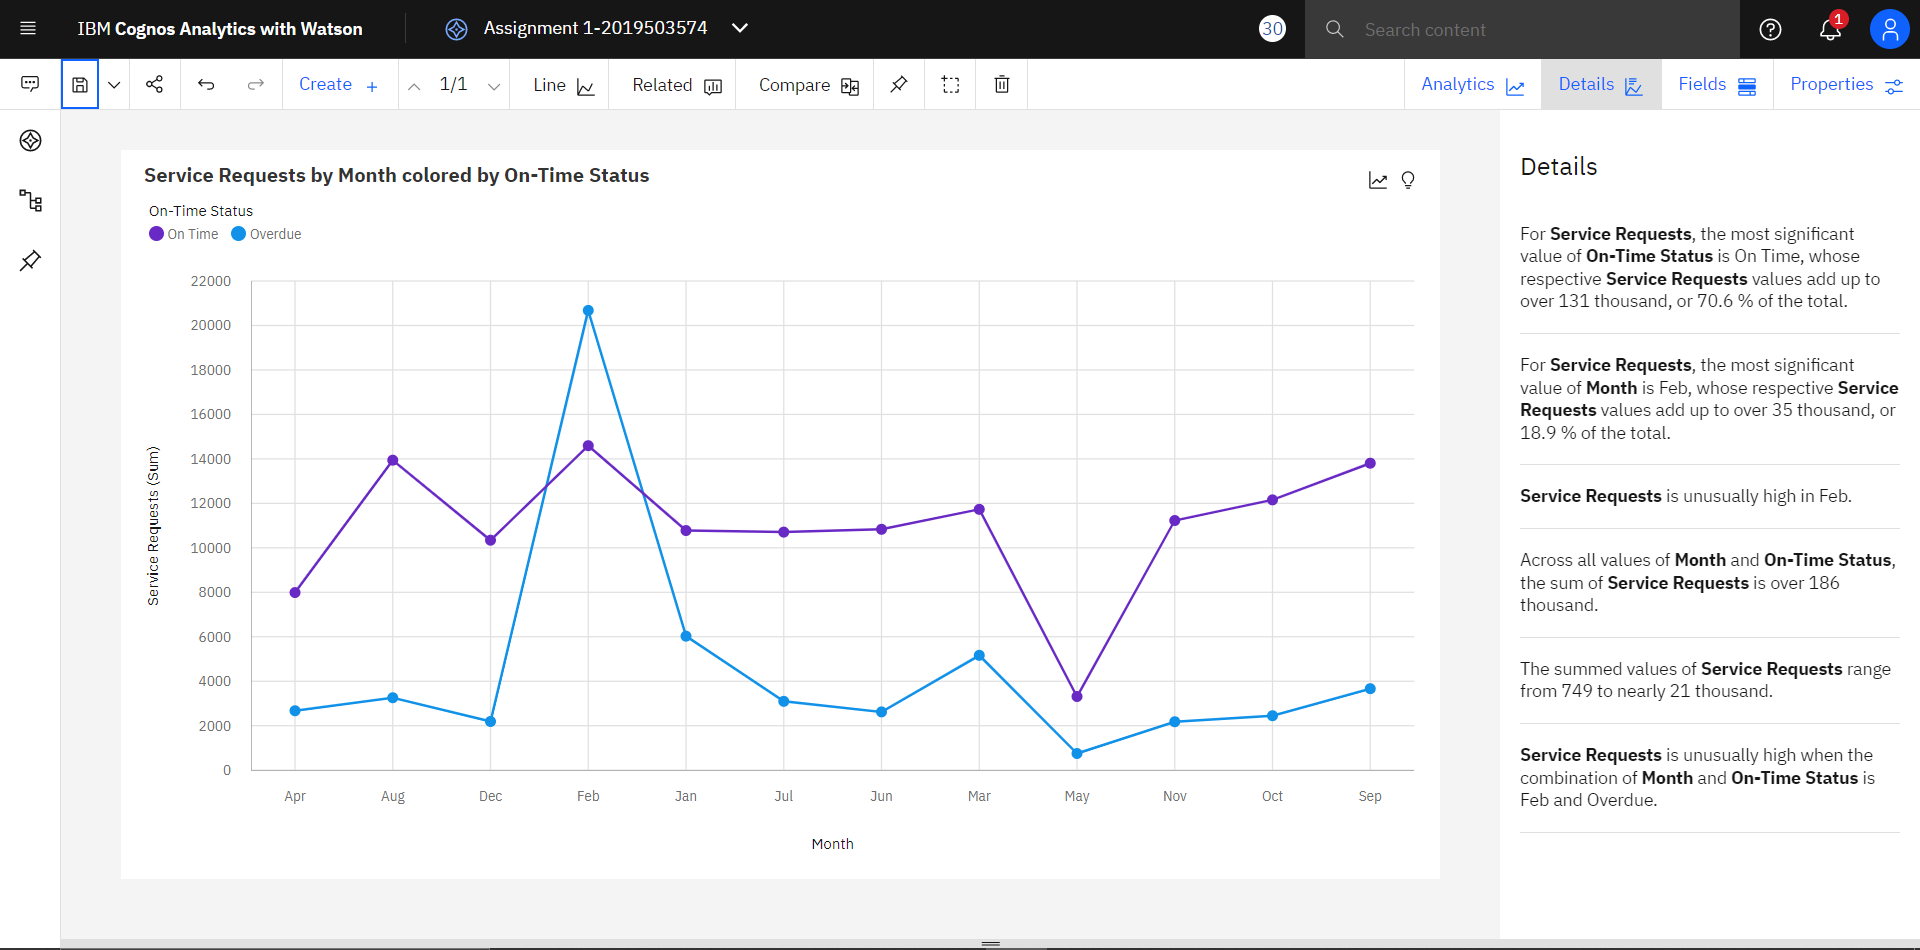 IBM Cognos Analytics with Watson
Assignment 1-2019503574
30
Search content
1
Create
1/1
Line
Related
Compare
Analytics
Details
Fields
Properties
Service Requests by Month colored by On-Time Status
On-Time Status
On Time
Overdue
22000
20000
18000
16000
14000
12000
10000
8000
6000
4000
2000
0
Service Requests (Sum)
Apr
Aug
Dec
Feb
Jan
Jul
Jun
Mar
May
Nov
Oct
Sep
Month
Details
For Service Requests, the most significant
value of On-Time Status is On Time, whose
respective Service Requests values add up to
over 131 thousand, or 70.6 % of the total.
For Service Requests, the most significant
value of Month is Feb, whose respective Service
Requests values add up to over 35 thousand, or
18.9 % of the total.
Service Requests is unusually high in Feb.
Across all values of Month and On-Time Status,
the sum of Service Requests is over 186
thousand.
The summed values of Service Requests range
from 749 to nearly 21 thousand.
Service Requests is unusually high when the
combination of Month and On-Time Status is
Feb and Overdue.